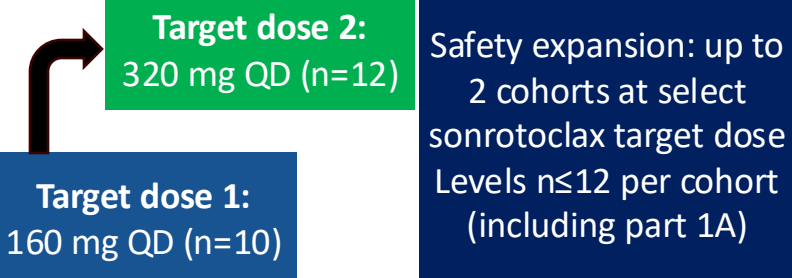 Target dose 2:
320 mg QD (n=12)
Target dose 1:
160 mg QD (n=10)
Safety expansion: up to
2 cohorts at select
sonrotoclax target dose
Levels n≤12 per cohort
(including part 1A)